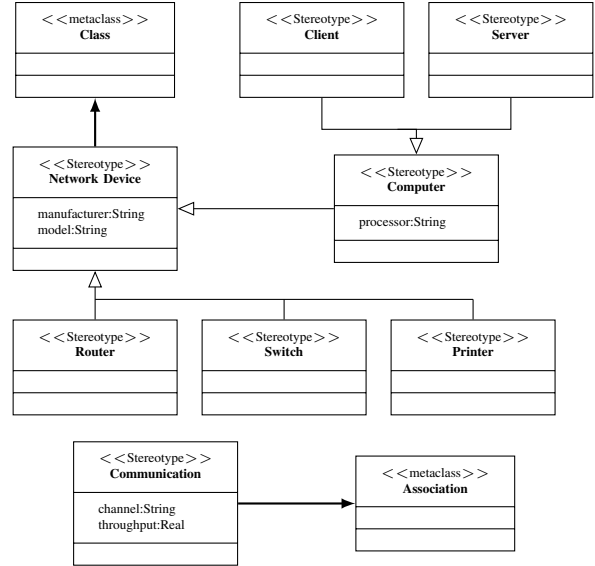 <<metaclass>>
Class
<<Stereotype>>
Client
<<Stereotype>>
Server
<<Stereotype>>
Network Device
manufacturer:String
model:String
<<Stereotype>>
Computer
processor:String
<<Stereotype>>
Router
<<Stereotype>>
Switch
<<Stereotype>>
Printer
<<Stereotype>>
Communication
channel:String
throughput:Real
<<metaclass>>
Association